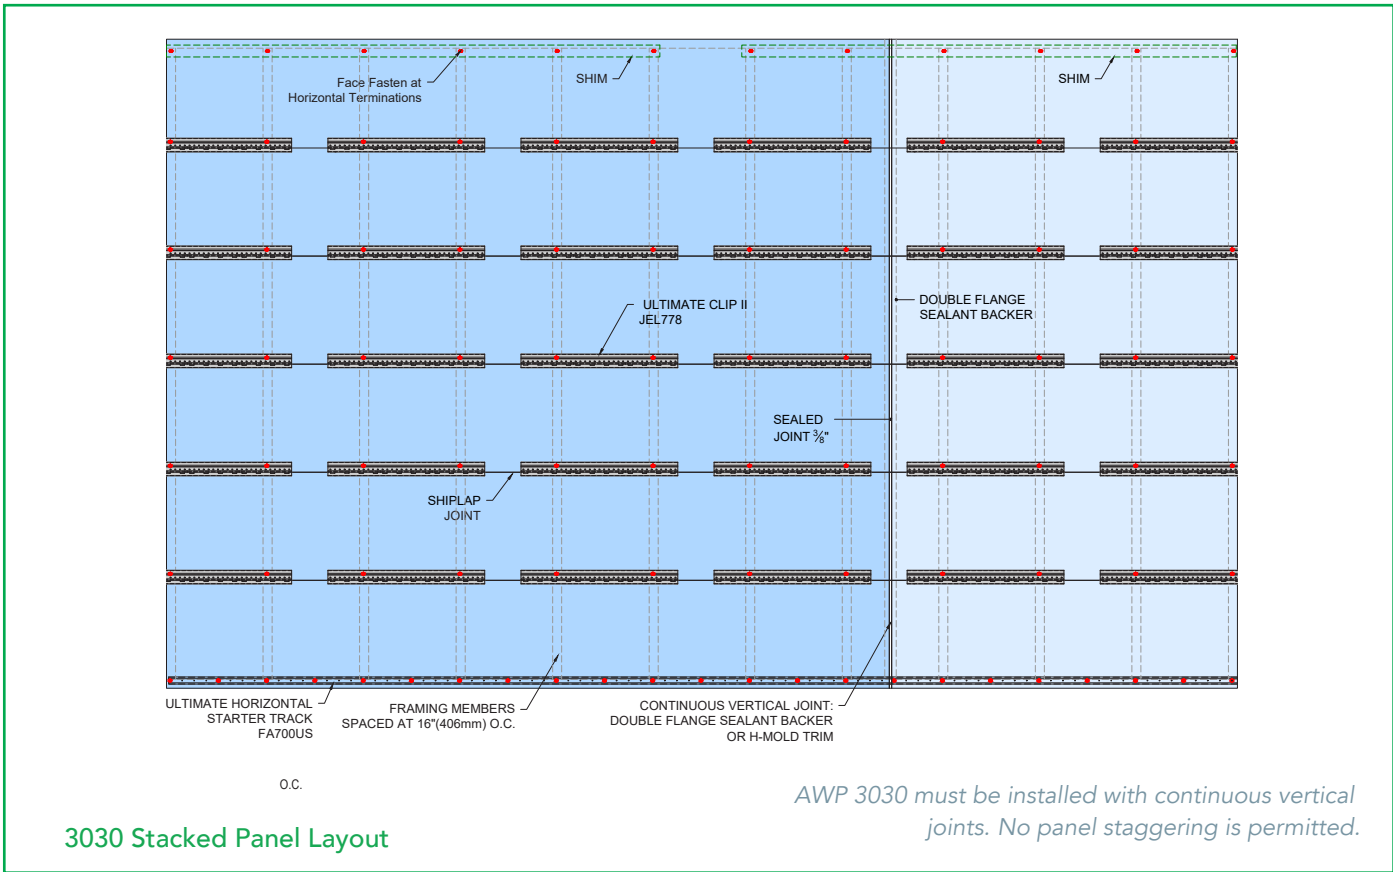 Face Fasten at
Horizontal Terminations
SHIM
SHIM
ULTIMATE CLIP II
JEL778
DOUBLE FLANGE
SEALANT BACKER
SEALED
JOINT ⅜"
SHIPLAP
JOINT
ULTIMATE HORIZONTAL
STARTER TRACK
FA700US
FRAMING MEMBERS
SPACED AT 16"(406mm) O.C.
CONTINUOUS VERTICAL JOINT:
DOUBLE FLANGE SEALANT BACKER
OR H-MOLD TRIM
O.C.
AWP 3030 must be installed with continuous vertical
joints. No panel staggering is permitted.
3030 Stacked Panel Layout